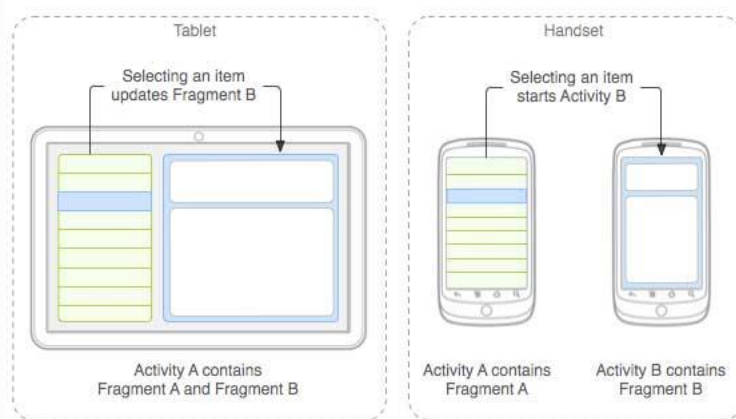 Tablet
Selecting an item
updates Fragment B
Activity A contains
Fragment A and Fragment B
Handset
Selecting an item
starts Activity B
Activity A contains
Fragment A
Activity B contains
Fragment B